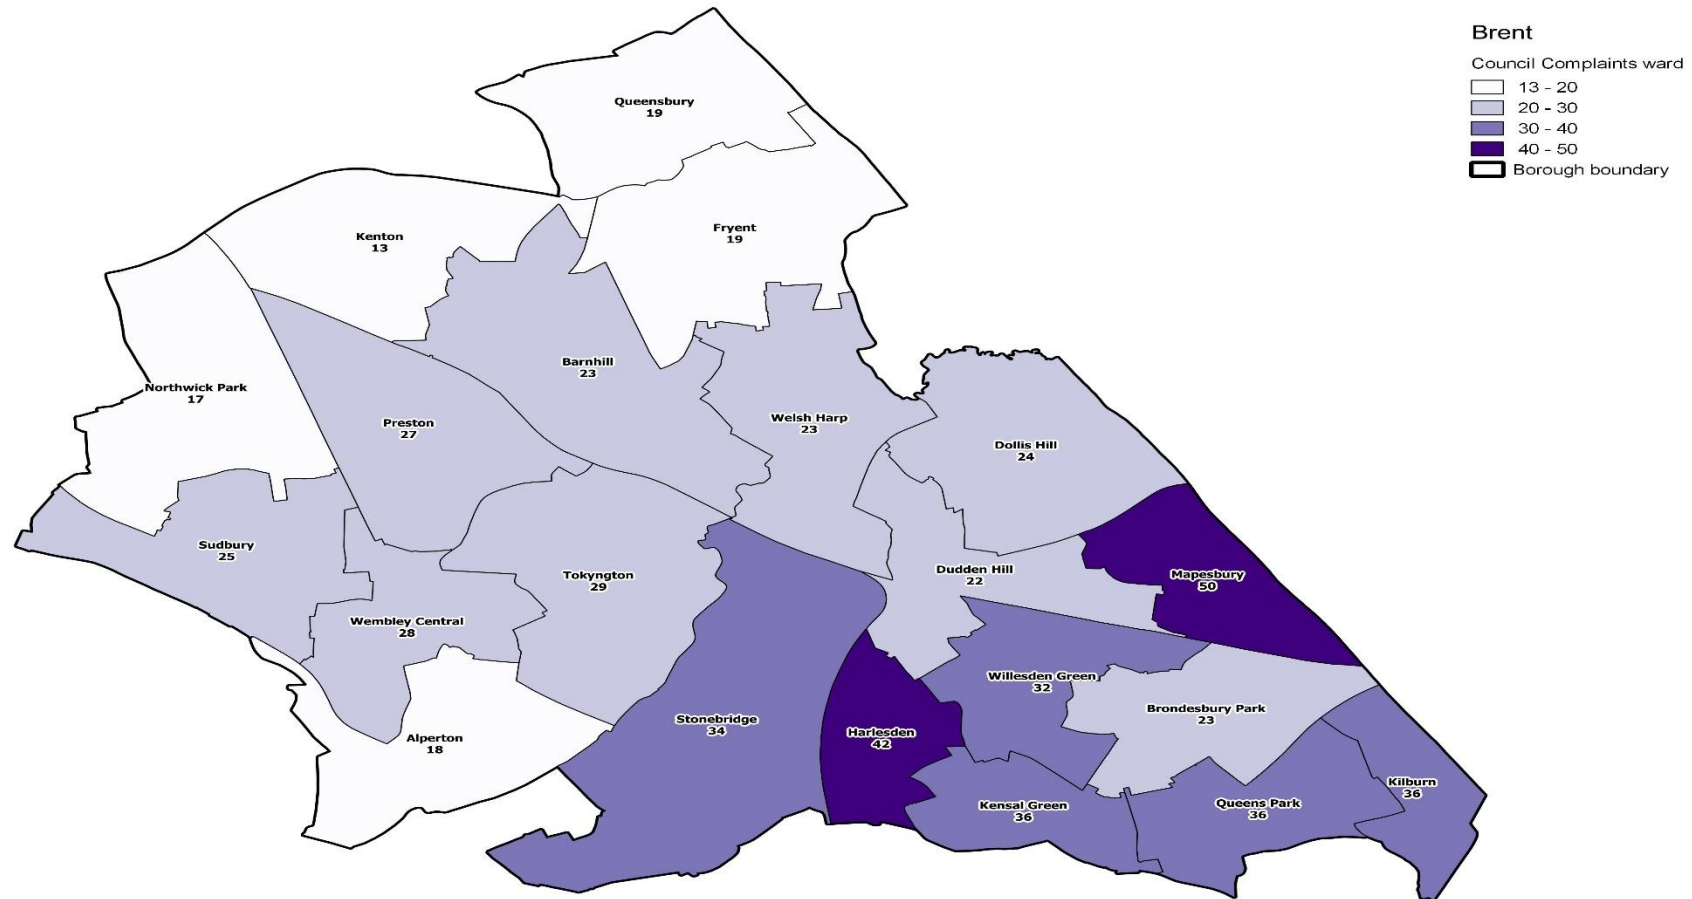 Brent
Council Complaints ward
13 - 20
20 - 30
30 - 40
40 - 50
Borough boundary
Queensbury
19
Kenton
13
Fryent
19
Northwick Park
17
Barnhill
23
Preston
27
Welsh Harp
23
Dollis Hill
24
Sudbury
25
Tokyngton
29
Dudden Hill
22
Mapesbury
50
Wembley Central
28
Willesden Green
32
Brondesbury Park
23
Stonebridge
34
Harlesden
42
Alperton
18
Kilburn
36
Kensal Green
36
Queens Park
36